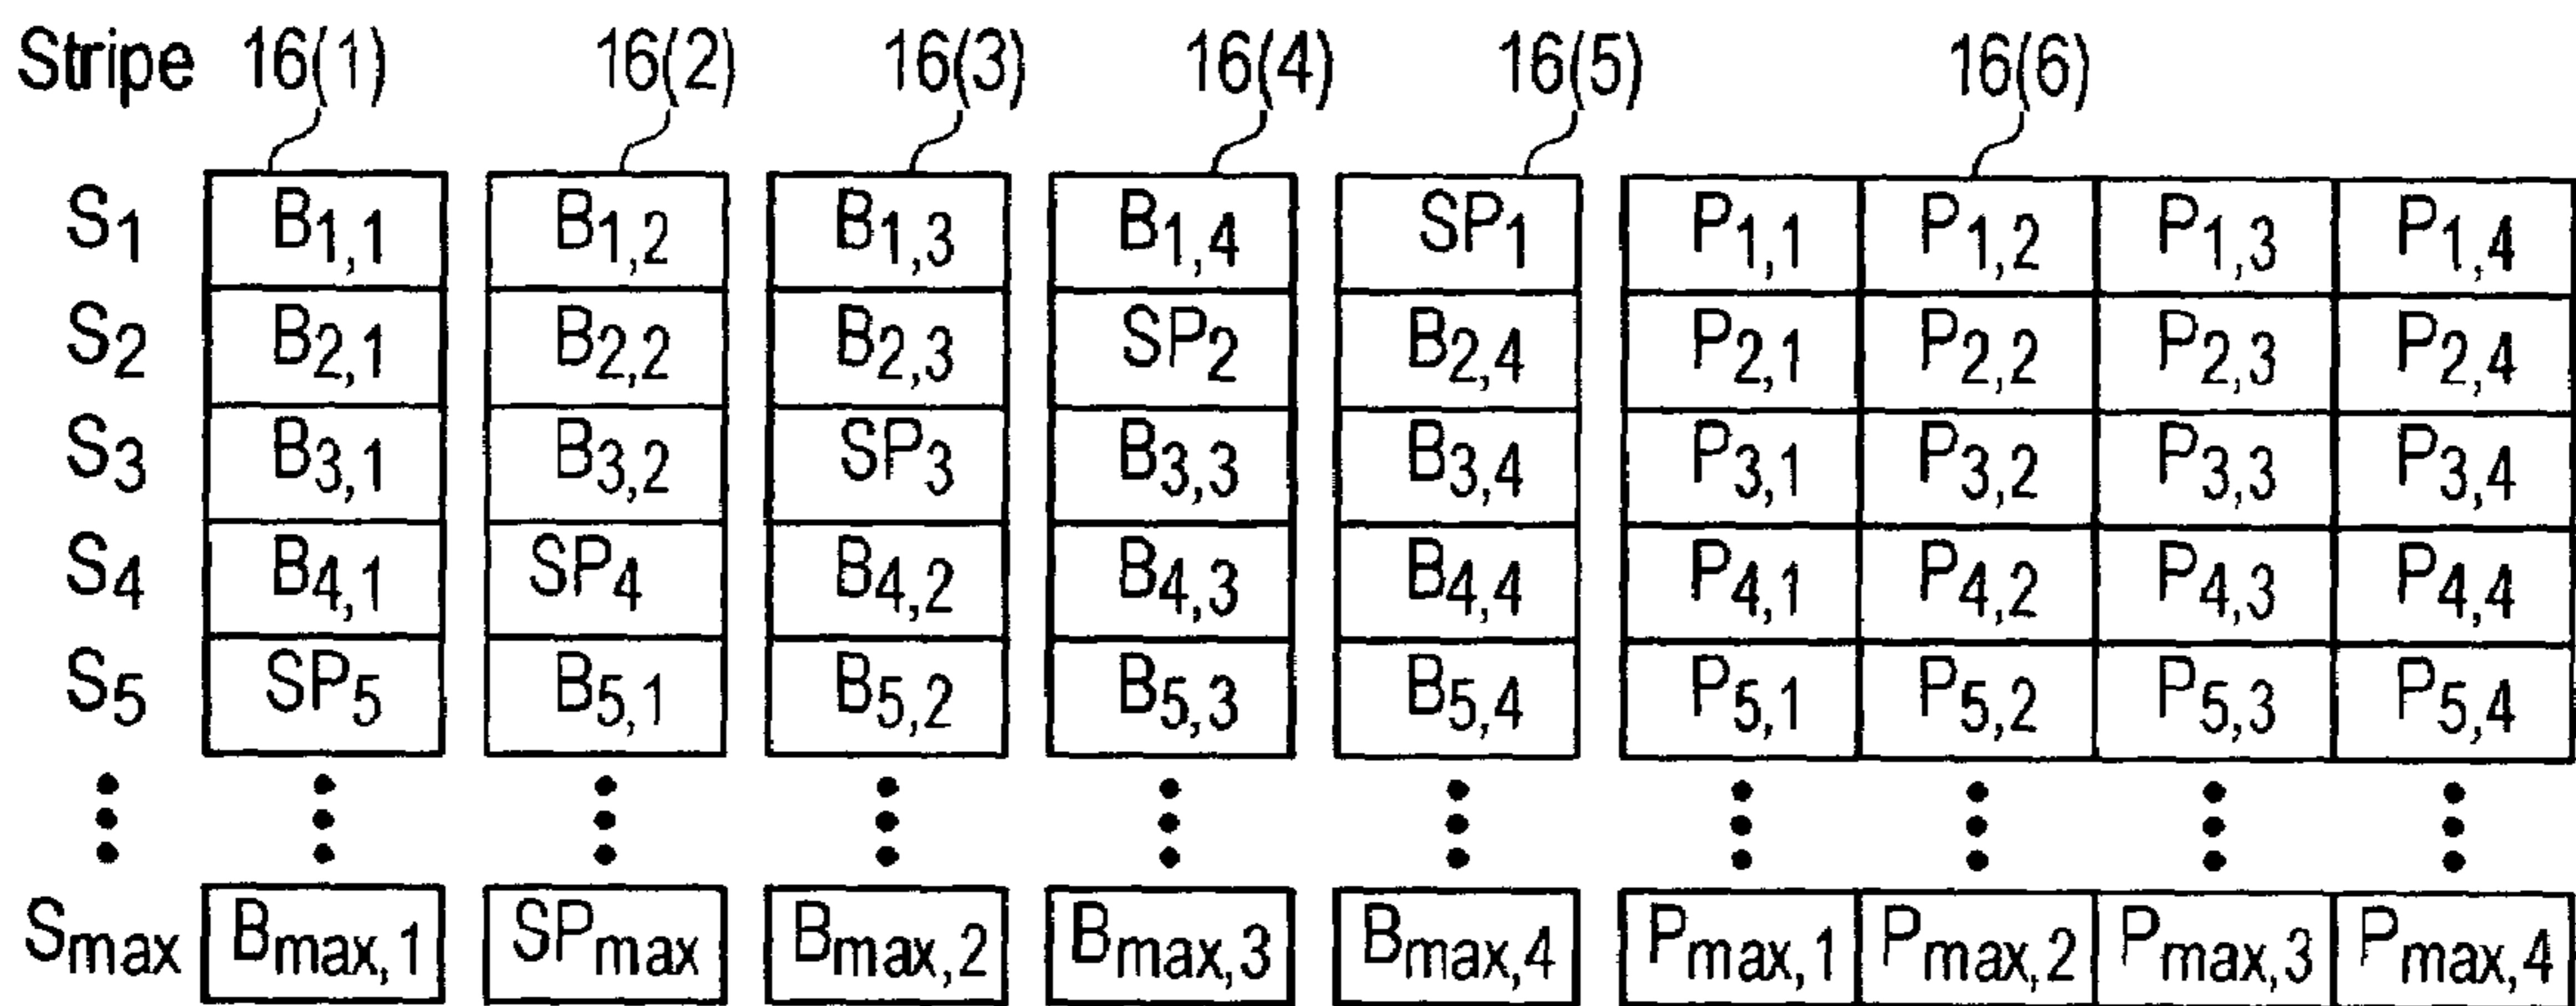 Stripe 16(1) 16(2) 16(3) 16(4) 16(5) 16(6)
S1 B1,1 B1,2 B1,3 B1,4 SP1 P1,1 P1,2 P1,3 P1,4
S2 B2,1 B2,2 B2,3 SP2 B2,4 P2,1 P2,2 P2,3 P2,4
S3 B3,1 B3,2 SP3 B3,3 B3,4 P3,1 P3,2 P3,3 P3,4
S4 B4,1 SP4 B4,2 B4,3 B4,4 P4,1 P4,2 P4,3 P4,4
S5 SP5 B5,1 B5,2 B5,3 B5,4 P5,1 P5,2 P5,3 P5,4
Smax Bmax,1 SPmax Bmax,2 Bmax,3 Bmax,4 Pmax,1 Pmax,2 Pmax,3 Pmax,4